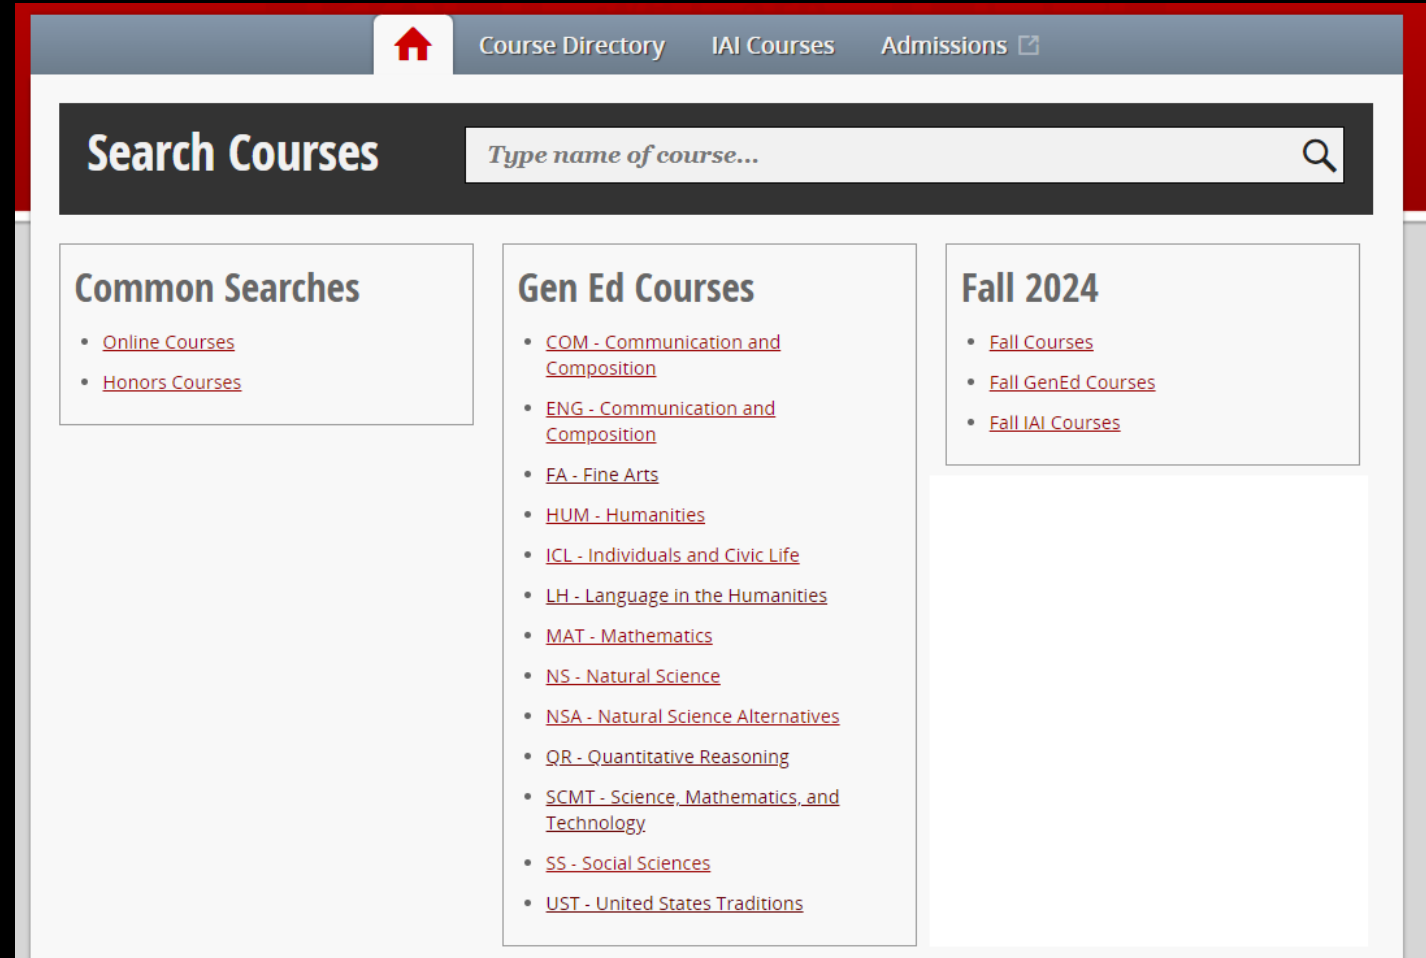 Course Directory IAI Courses Admissions
Search Courses Type name of course...
Common Searches
Online Courses
Honors Courses
Gen Ed Courses
COM - Communication and
Composition
ENG - Communication and
Composition
FA - Fine Arts
HUM - Humanities
ICL - Individuals and Civic Life
LH - Language in the Humanities
MAT - Mathematics
NS - Natural Science
NSA - Natural Science Alternatives
QR - Quantitative Reasoning
SCMT - Science, Mathematics, and
Technology
SS - Social Sciences
UST - United States Traditions
Fall 2024
Fall Courses
Fall GenEd Courses
Fall IAI Courses